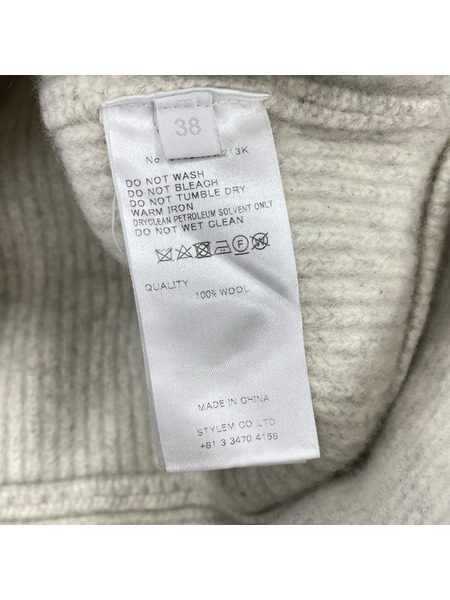 38
No.
213K
DO NOT WASH
DO NOT BLEACH
DO NOT TUMBLE DRY
WARM IRON
DRYCLEAN PETROLEUM SOLVENT ONLY
DO NOT WET CLEAN
QUALITY
100% WOOL
MADE IN CHINA
STYLEM CO.,LTD
+81 3 3470 4158